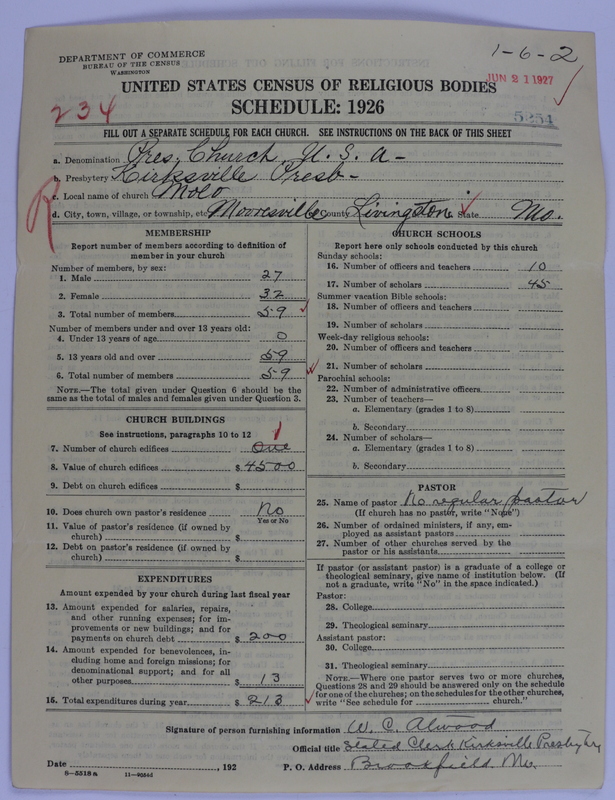 1-6-2
DEPARTMENT OF COMMERCE
BUREAU OF THE CENSUS
WASHINGTON
JUN 21 1927
UNITED STATES CENSUS OF RELIGIOUS BODIES
234
SCHEDULE: 1926
5254
FILL OUT A SEPARATE SCHEDULE FOR EACH CHURCH. SEE INSTRUCTIONS ON THE BACK OF THIS SHEET
a. Denomination Pres. Church U. S. A-
b. Presbytery Kirksville Presb-
c. Local name of church Moto
R
d. City, town, village, or township, etc. Mooresville County Livingston State Mo.
MEMBERSHIP
Report number of members according to definition of
member in your church
Number of members, by sex:
1. Male 27
2. Female 32
3. Total number of members 59
Number of members under and over 13 years old:
4. Under 13 years of age 0
5. 13 years old and over 59
6. Total number of members 59
NOTE.—The total given under Question 6 should be
same as the total of males and females given under Question 3.
CHURCH BUILDINGS
See instructions, paragraphs 10 to 12
7. Number of church edifices One
8. Value of church edifices $ 4500
9. Debt on church edifices $
10. Does church own pastor's residence No
Yes or No
11. Value of pastor's residence (if owned by
church) $
12. Debt on pastor's residence (if owned by
church) $
EXPENDITURES
Amount expended by your church during last fiscal year
13. Amount expended for salaries, repairs,
and other running expenses; for im-
provements or new buildings; and for
payments on church debt $ 200
14. Amount expended for benevolences, in-
cluding home and foreign missions; for
denominational support; and for all
other purposes $ 13
15. Total expenditures during year $ 213
CHURCH SCHOOLS
Report here only schools conducted by this church
Sunday schools:
16. Number of officers and teachers 10
17. Number of scholars 45
Summer vacation Bible schools:
18. Number of officers and teachers
19. Number of scholars
Week-day religious schools:
20. Number of officers and teachers
21. Number of scholars
Parochial schools:
22. Number of administrative officers
23. Number of teachers—
a. Elementary (grades 1 to 8)
b. Secondary
24. Number of scholars—
a. Elementary (grades 1 to 8)
b. Secondary
PASTOR
25. Name of pastor No regular pastor
(If church has no pastor, write "None")
26. Number of ordained ministers, if any, em-
ployed as assistant pastors
27. Number of other churches served by the
pastor or his assistant
If pastor (or assistant pastor) is a graduate of a college or
theological seminary, give name of institution below. (If
not a graduate, write "No" in the space indicated.)
Pastor:
28. College
29. Theological seminary
Assistant pastor:
30. College
31. Theological seminary
NOTE.—Where one pastor serves two or more churches,
Questions 28 and 29 should be answered only on the schedule
for one of the churches; on the schedules for the other churches,
write "See schedule for church."
Signature of person furnishing information W. C. Alwood
Official title Stated Clerk Kirksville Presbytry
Date , 192 P. O. Address Brookfield Mo.
8-5518a 11-9554d